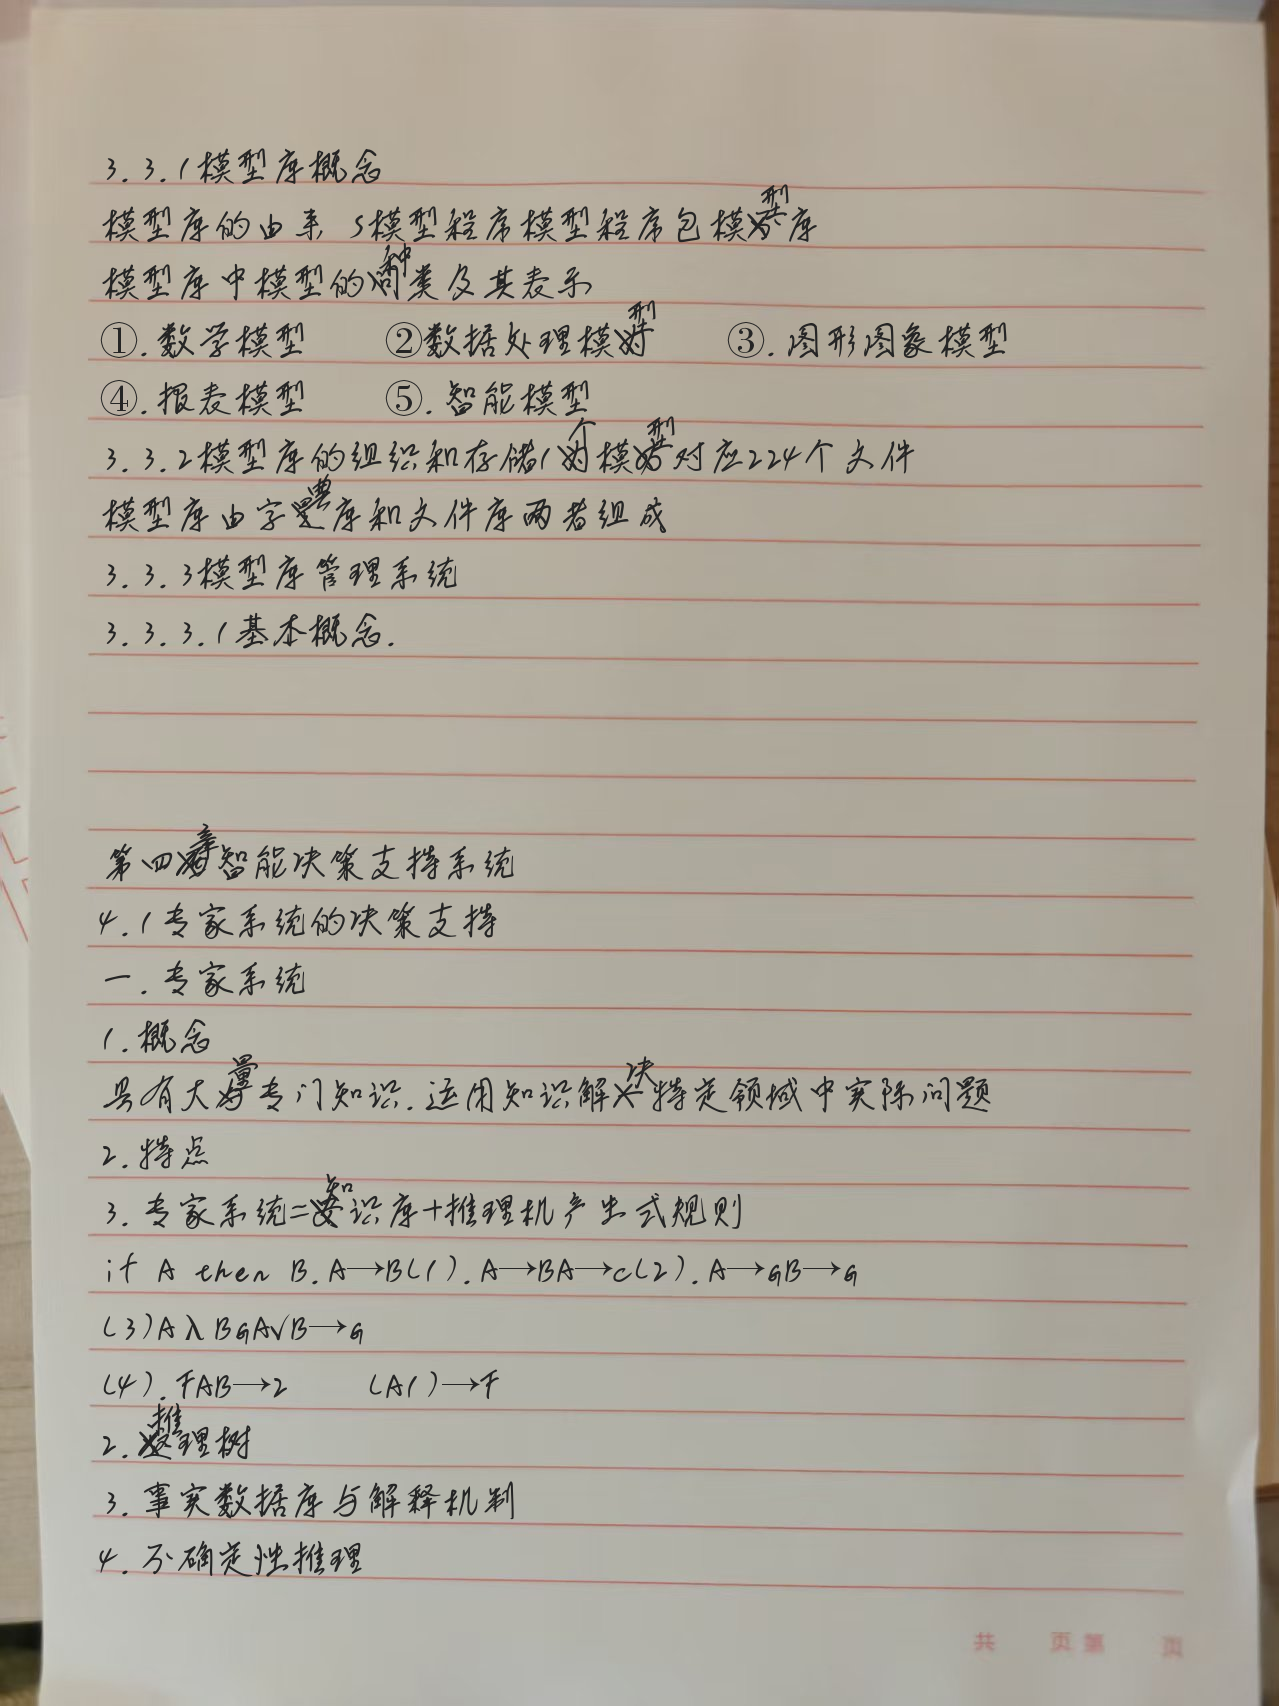 3.3.1模型库概念
模型库的由来 5模型程序模型程序包模型库
模型库中模型的种类及其表示
①.数学模型 ②数据处理模型 ③.图形图象模型
④.报表模型 ⑤.智能模型
3.3.2模型库的组织和存储1个模型对应224个文件
模型库由字典库和文件库两者组成
3.3.3模型库管理系统
3.3.3.1基本概念.
第四章智能决策支持系统
4.1专家系统的决策支持
一.专家系统
1.概念
具有大量专门知识.运用知识解决特定领域中实际问题
2.特点
3.专家系统=知识库+推理机产生式规则
if A then B.A→B(1).A→BA→c(2).A→GB→G
(3)AλBGA√B→G
(4).FAB→2 (A1)→F
2.推理树
3.事实数据库与解释机制
4.不确定性推理
共 页第 页